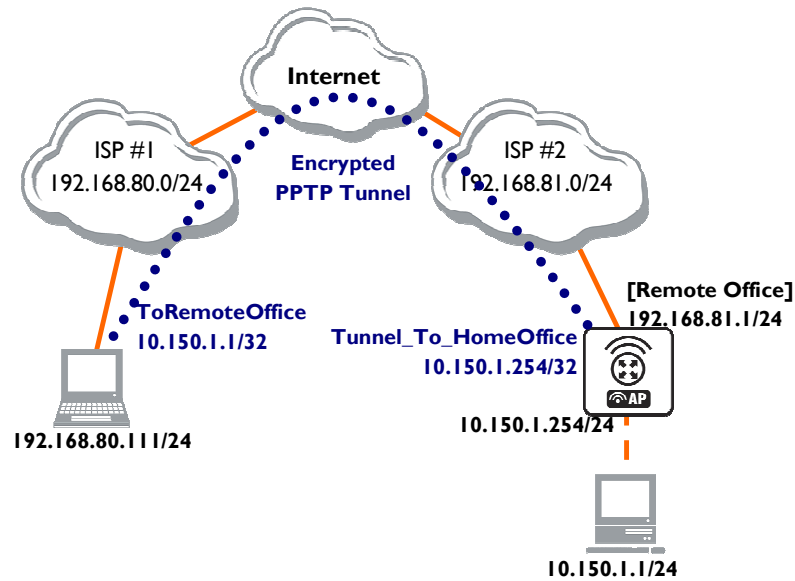 Internet
ISP #1
192.168.80.0/24
ISP #2
192.168.81.0/24
Encrypted
PPTP Tunnel
ToRemoteOffice
10.150.1.1/32
[Remote Office]
192.168.81.1/24
Tunnel_To_HomeOffice
10.150.1.254/32
AP
192.168.80.111/24
10.150.1.254/24
10.150.1.1/24